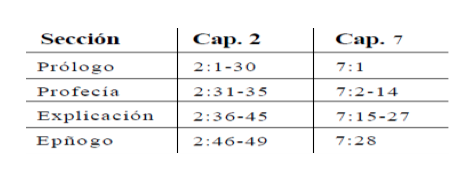 Sección Cap. 2 Cap. 7
Prólogo 2:1-30 7:1
Profecía 2:31-35 7:2-14
Explicación 2:36-45 7:15-27
Epñogo 2:46-49 7:28